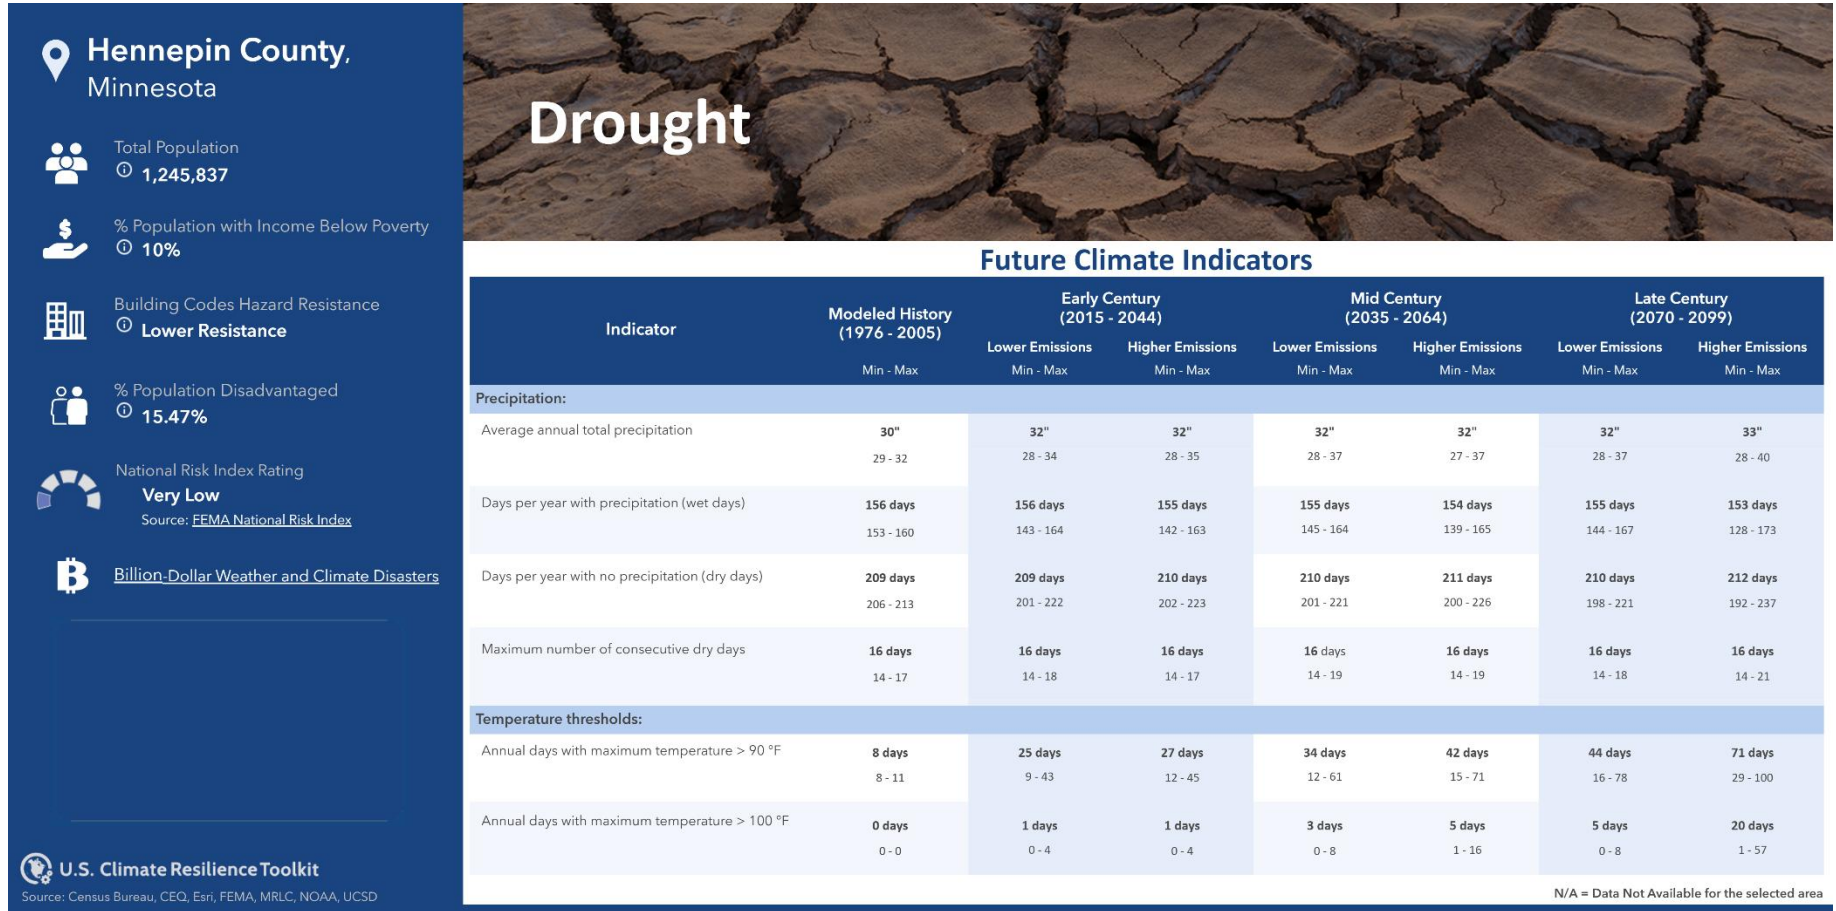 Hennepin County,
Minnesota
Total Population
1,245,837
% Population with Income Below Poverty
10%
Building Codes Hazard Resistance
Lower Resistance
% Population Disadvantaged
15.47%
National Risk Index Rating
Very Low
Source: FEMA National Risk Index
Billion-Dollar Weather and Climate Disasters
U.S. Climate Resilience Toolkit
Source: Census Bureau, CEQ, Esri, FEMA, MRLC, NOAA, UCSD
Drought
Future Climate Indicators
Indicator
Modeled History
(1976 - 2005)
Early Century
(2015 - 2044)
Mid Century
(2035 - 2064)
Late Century
(2070 - 2099)
Lower Emissions Higher Emissions Lower Emissions Higher Emissions Lower Emissions Higher Emissions
Min - Max Min - Max Min - Max Min - Max Min - Max Min - Max Min - Max
Precipitation:
Average annual total precipitation 30" 32" 32" 32" 32" 32" 33"
29 - 32 28 - 34 28 - 35 28 - 37 27 - 37 28 - 37 28 - 40
Days per year with precipitation (wet days) 156 days 156 days 155 days 155 days 154 days 155 days 153 days
153 - 160 143 - 164 142 - 163 145 - 164 139 - 165 144 - 167 128 - 173
Days per year with no precipitation (dry days) 209 days 209 days 210 days 210 days 211 days 210 days 212 days
206 - 213 201 - 222 202 - 223 201 - 221 200 - 226 198 - 221 192 - 237
Maximum number of consecutive dry days 16 days 16 days 16 days 16 days 16 days 16 days 16 days
14 - 17 14 - 18 14 - 17 14 - 19 14 - 19 14 - 18 14 - 21
Temperature thresholds:
Annual days with maximum temperature > 90 °F 8 days 25 days 27 days 34 days 42 days 44 days 71 days
8 - 11 9 - 43 12 - 45 12 - 61 15 - 71 16 - 78 29 - 100
Annual days with maximum temperature > 100 °F 0 days 1 days 1 days 3 days 5 days 5 days 20 days
0 - 0 0 - 4 0 - 4 0 - 8 1 - 16 0 - 8 1 - 57
N/A = Data Not Available for the selected area